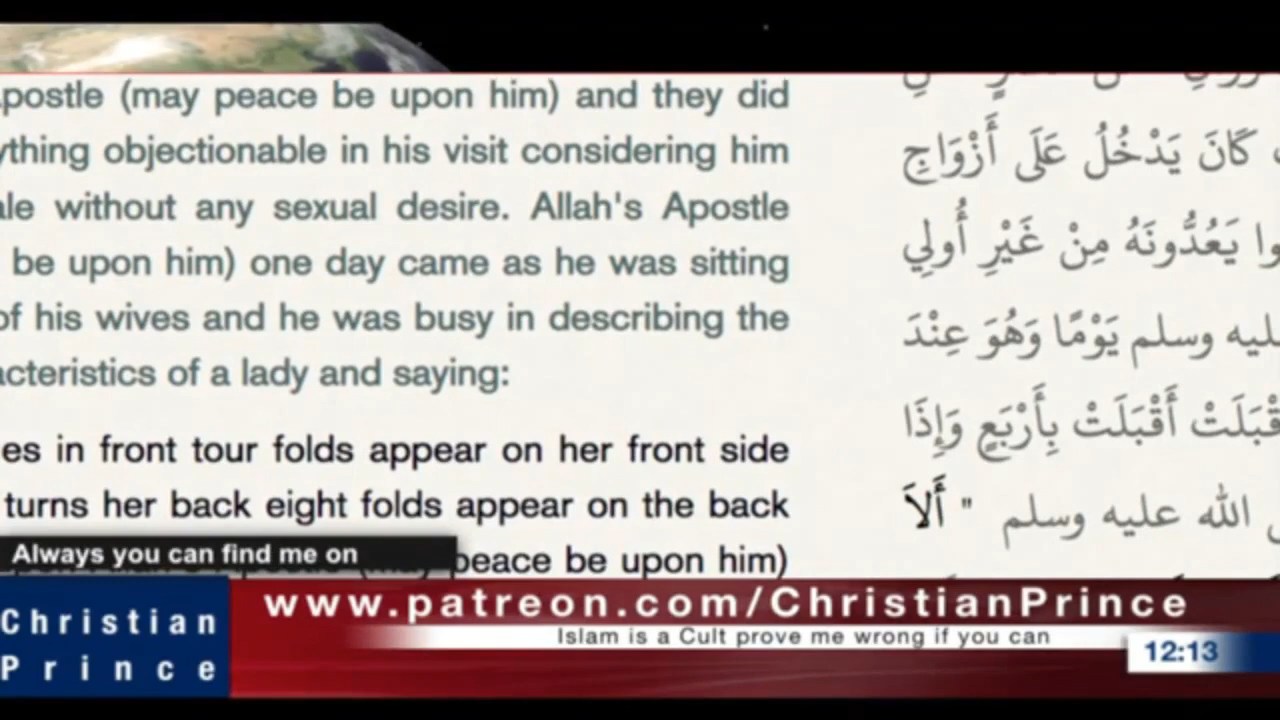 apostle (may peace be upon him) and they did
ything objectionable in his visit considering him
ale without any sexual desire. Allah's Apostle
be upon him) one day came as he was sitting
of his wives and he was busy in describing the
acteristics of a lady and saying:
es in front tour folds appear on her front side
turns her back eight folds appear on the back
peace be upon him)
كَانَ يَدْخُلُ عَلَى أَزْوَاجِ
وا يَعُدُّونَهُ مِنْ غَيْرِ أُولِي
ليه وسلم يَوْمًا وَهُوَ عِنْدَ
قْبَلَتْ أَقْبَلَتْ بِأَرْبَعٍ وَإِذَا
الله عليه وسلم " أَلاَ
Always you can find me on
www.patreon.com/ChristianPrince
Islam is a Cult prove me wrong if you can
Christian
Prince
12:13